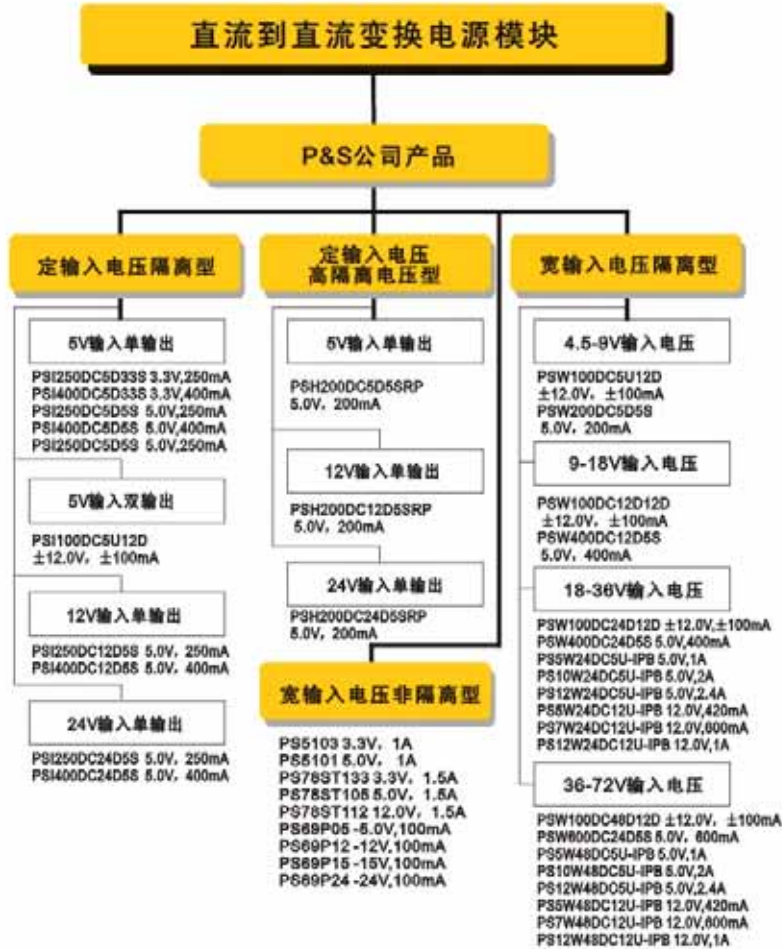 直流到直流变换电源模块
P&S公司产品
定输入电压隔离型
5V输入单输出
PSI250DC5D33S 3.3V,250mA
PSI400DC5D33S 3.3V,400mA
PSI250DC5D5S 5.0V,250mA
PSI400DC5D5S 5.0V,400mA
PSI250DC5D5S 5.0V,250mA
5V输入双输出
PSI100DC5U12D
±12.0V，±100mA
12V输入单输出
PSI250DC12D5S 5.0V，250mA
PSI400DC12D5S 5.0V，400mA
24V输入单输出
PSI250DC24D5S 5.0V，250mA
PSI400DC24D5S 5.0V，400mA
定输入电压
高隔离电压型
5V输入单输出
PSH200DC5D5SRP
5.0V，200mA
12V输入单输出
PSH200DC12D5SRP
5.0V，200mA
24V输入单输出
PSH200DC24D5SRP
5.0V，200mA
宽输入电压非隔离型
PS5103 3.3V，1A
PS5101 5.0V，1A
PS78ST133 3.3V，1.5A
PS78ST105 5.0V，1.5A
PS78ST112 12.0V，1.5A
PS69P05 -5.0V,100mA
PS69P12 -12V,100mA
PS69P15 -15V,100mA
PS69P24 -24V,100mA
宽输入电压隔离型
4.5-9V输入电压
PSW100DC5U12D
±12.0V，±100mA
PSW200DC5D5S
5.0V，200mA
9-18V输入电压
PSW100DC12D12D
±12.0V，±100mA
PSW400DC12D5S
5.0V，400mA
18-36V输入电压
PSW100DC24D12D ±12.0V,±100mA
PSW400DC24D5S 5.0V,400mA
PS5W24DC5U-IPB 5.0V,1A
PS10W24DC5U-IPB 5.0V,2A
PS12W24DC5U-IPB 5.0V,2.4A
PS5W24DC12U-IPB 12.0V,420mA
PS7W24DC12U-IPB 12.0V,600mA
PS12W24DC12U-IPB 12.0V,1A
36-72V输入电压
PSW100DC48D12D ±12.0V，±100mA
PSW600DC24D5S 5.0V，600mA
PS5W48DC5U-IPB 5.0V,1A
PS10W48DC5U-IPB 5.0V,2A
PS12W48DC5U-IPB 5.0V,2.4A
PS5W48DC12U-IPB 12.0V,420mA
PS7W48DC12U-IPB 12.0V,600mA
PS12W48DC12U-IPB 12.0V,1A